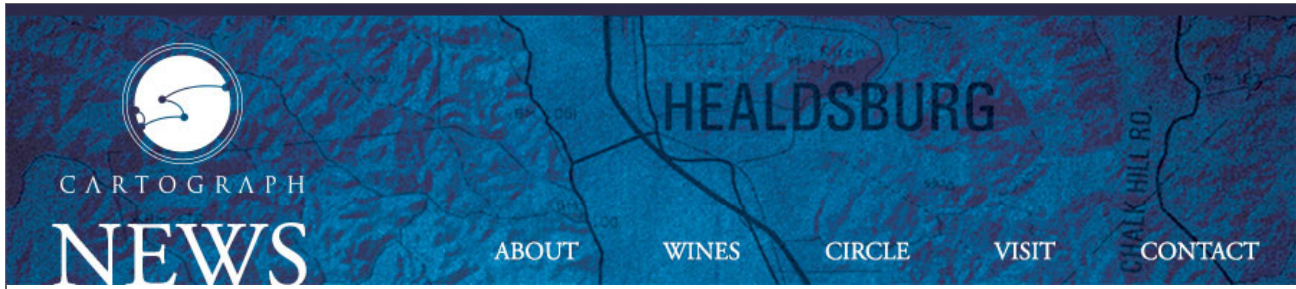 HEALDSBURG
CHALK HILL RD.
CARTOGRAPH
NEWS
ABOUT WINES CIRCLE VISIT CONTACT